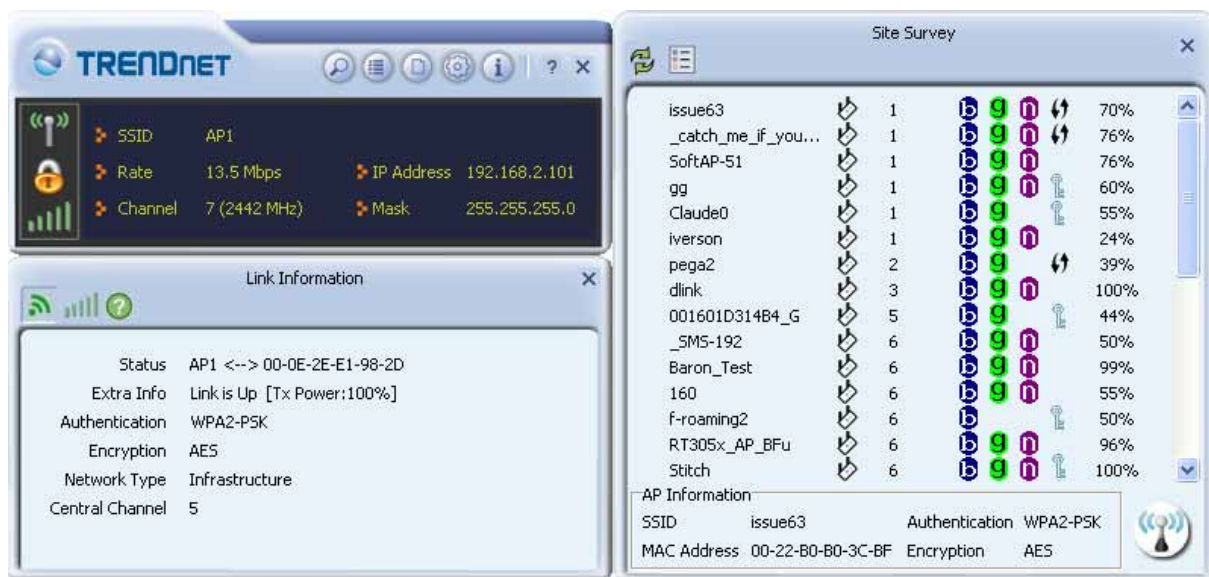 TRENDNET
? ×
SSID AP1
Rate 13.5 Mbps IP Address 192.168.2.101
Channel 7 (2442 MHz) Mask 255.255.255.0
Link Information
Status AP1 <--> 00-0E-2E-E1-98-2D
Extra Info Link is Up [Tx Power:100%]
Authentication WPA2-PSK
Encryption AES
Network Type Infrastructure
Central Channel 5
Site Survey
issue63 1 b g n 70%
_catch_me_if_you... 1 b g n 76%
SoftAP-51 1 b g n 76%
gg 1 b g n 60%
Claude0 1 b g 55%
iverson 1 b g n 24%
pega2 2 b g 39%
dlink 3 b g n 100%
001601D314B4_G 5 b g 44%
_SMS-192 6 b g n 50%
Baron_Test 6 b g n 99%
160 6 b g n 55%
f-roaming2 6 b 50%
RT305x_AP_BFu 6 b g n 96%
Stitch 6 b g n 100%
AP Information
SSID issue63 Authentication WPA2-PSK
MAC Address 00-22-B0-B0-3C-BF Encryption AES